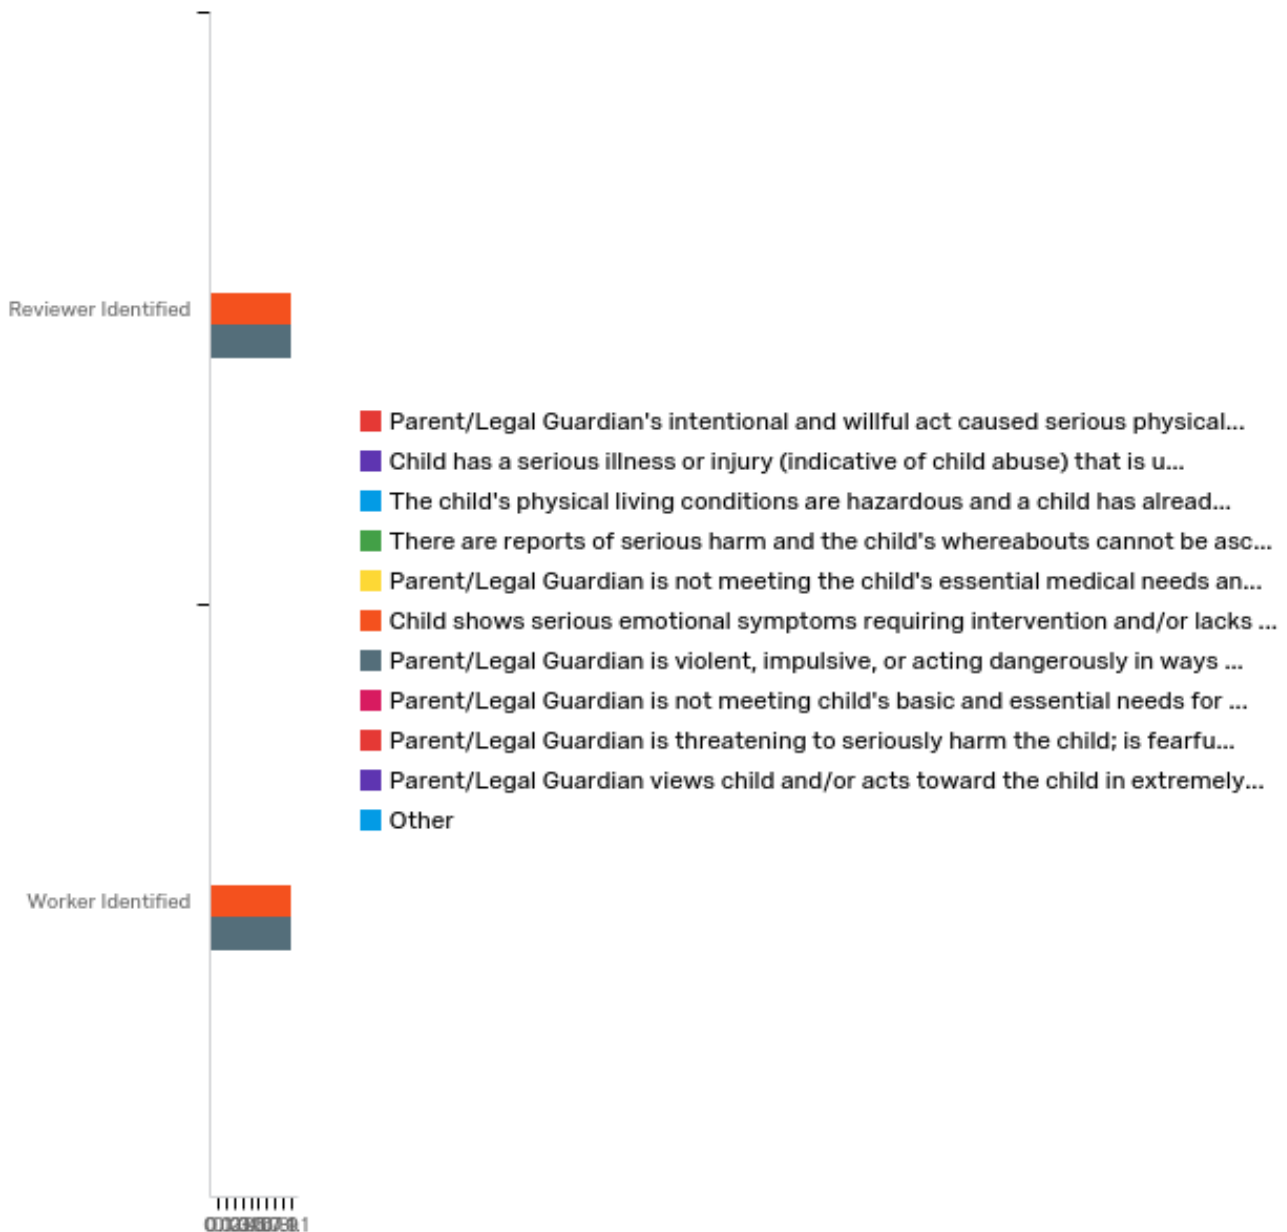 Reviewer Identified
Parent/Legal Guardian's intentional and willful act caused serious physical...
Child has a serious illness or injury (indicative of child abuse) that is u...
The child's physical living conditions are hazardous and a child has alread...
There are reports of serious harm and the child's whereabouts cannot be asc...
Parent/Legal Guardian is not meeting the child's essential medical needs an...
Child shows serious emotional symptoms requiring intervention and/or lacks ...
Parent/Legal Guardian is violent, impulsive, or acting dangerously in ways ...
Parent/Legal Guardian is not meeting child's basic and essential needs for ...
Parent/Legal Guardian is threatening to seriously harm the child; is fearfu...
Parent/Legal Guardian views child and/or acts toward the child in extremely...
Other
Worker Identified